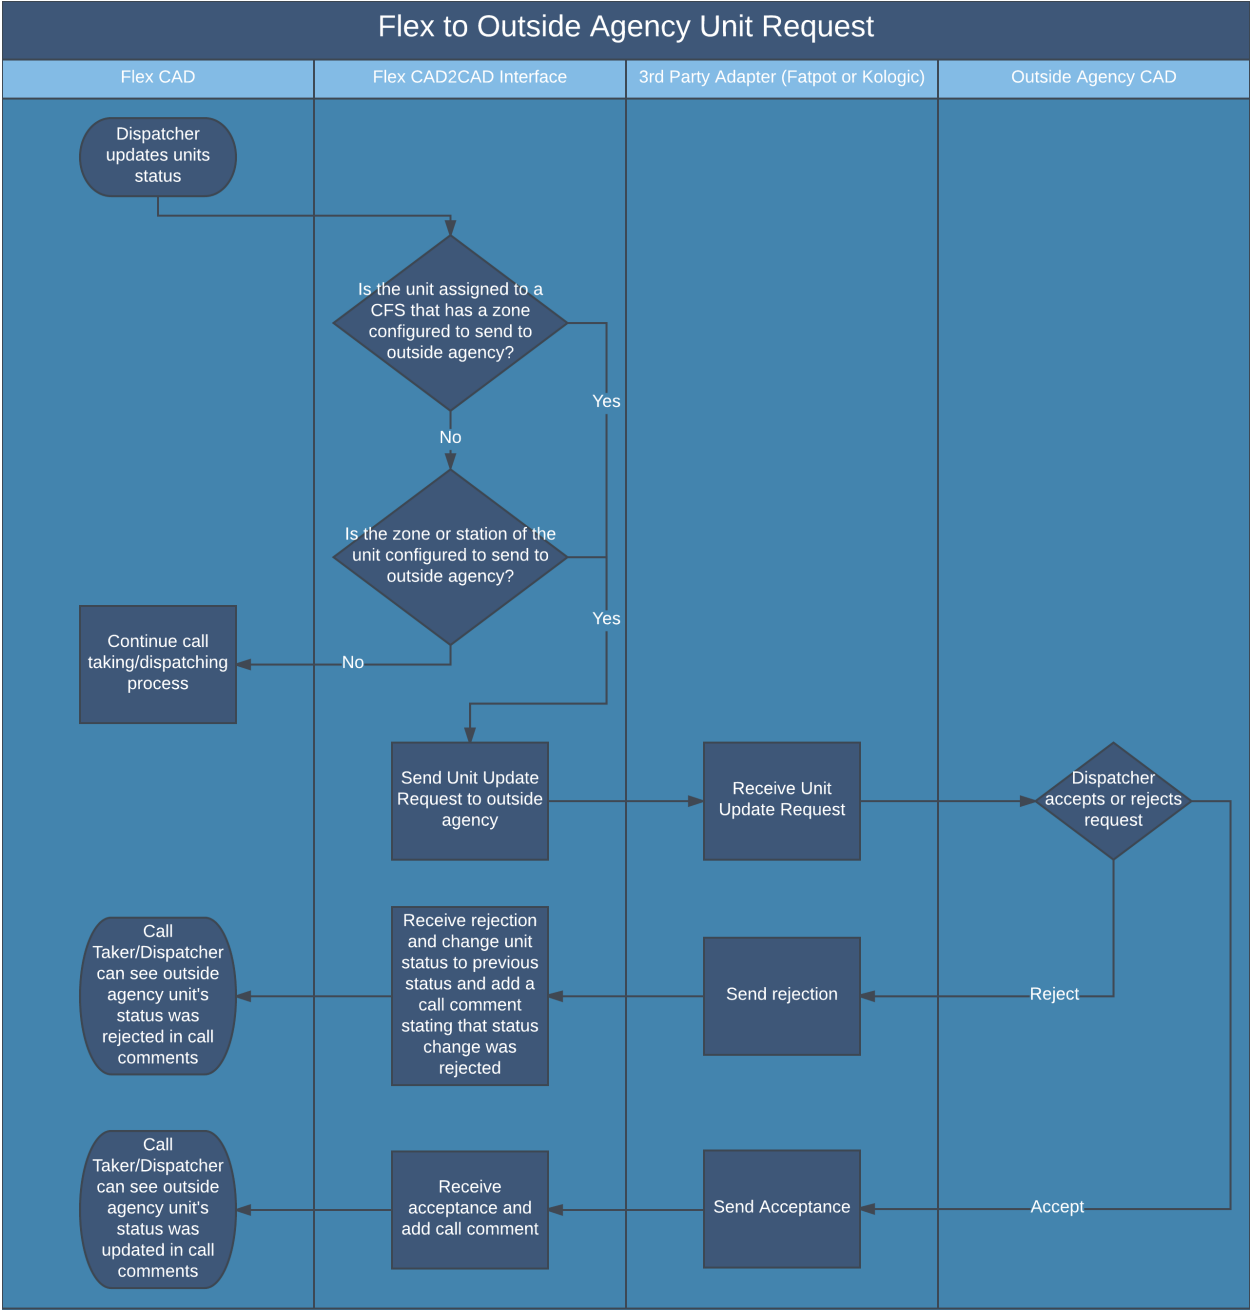 Flex to Outside Agency Unit Request
Flex CAD
Flex CAD2CAD Interface
3rd Party Adapter (Fatpot or Kologic)
Outside Agency CAD
Dispatcher
updates units
status
Is the unit assigned to a
CFS that has a zone
configured to send to
outside agency?
Yes
No
Is the zone or station of the
unit configured to send to
outside agency?
Yes
No
Continue call
taking/dispatching
process
Send Unit Update
Request to outside
agency
Receive Unit
Update Request
Dispatcher
accepts or rejects
request
Reject
Send rejection
Receive rejection
and change unit
status to previous
status and add a
call comment
stating that status
change was
rejected
Call
Taker/Dispatcher
can see outside
agency unit's
status was
rejected in call
comments
Accept
Send Acceptance
Receive
acceptance and
add call comment
Call
Taker/Dispatcher
can see outside
agency unit's
status was
updated in call
comments